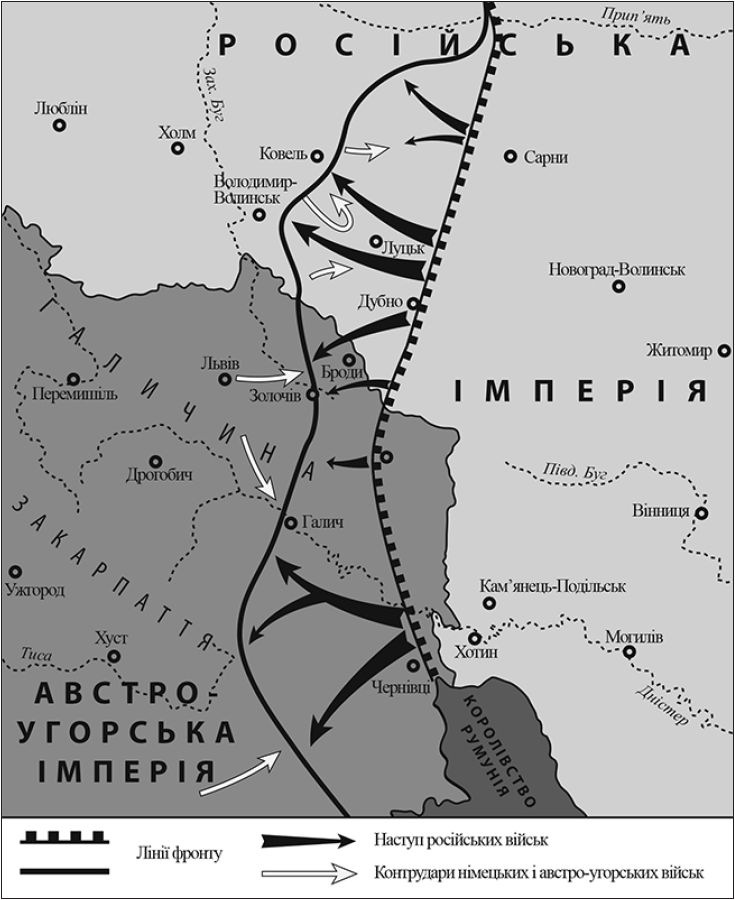 Прип'ять
РОСІЙСЬКА
Зах. Буг
Люблін
Холм
Ковель
Сарни
Володимир-
Волинськ
Луцьк
Новоград-Волинськ
Дубно
ГАЛИЧИНА
Житомир
Львів
Броди
Перемишіль
Золочів
ІМПЕРІЯ
Дрогобич
Півд. Буг
ЗАКАРПАТТЯ
Вінниця
Галич
Ужгород
Кам’янець-Подільськ
Хуст
Хотин
Могилів
Тиса
Чернівці
Дністер
АВСТРО-
УГОРСЬКА
ІМПЕРІЯ
КОРОЛІВСТВО
РУМУНІЯ
Лінії фронту
Наступ російських військ
Контрудари німецьких і австро-угорських військ